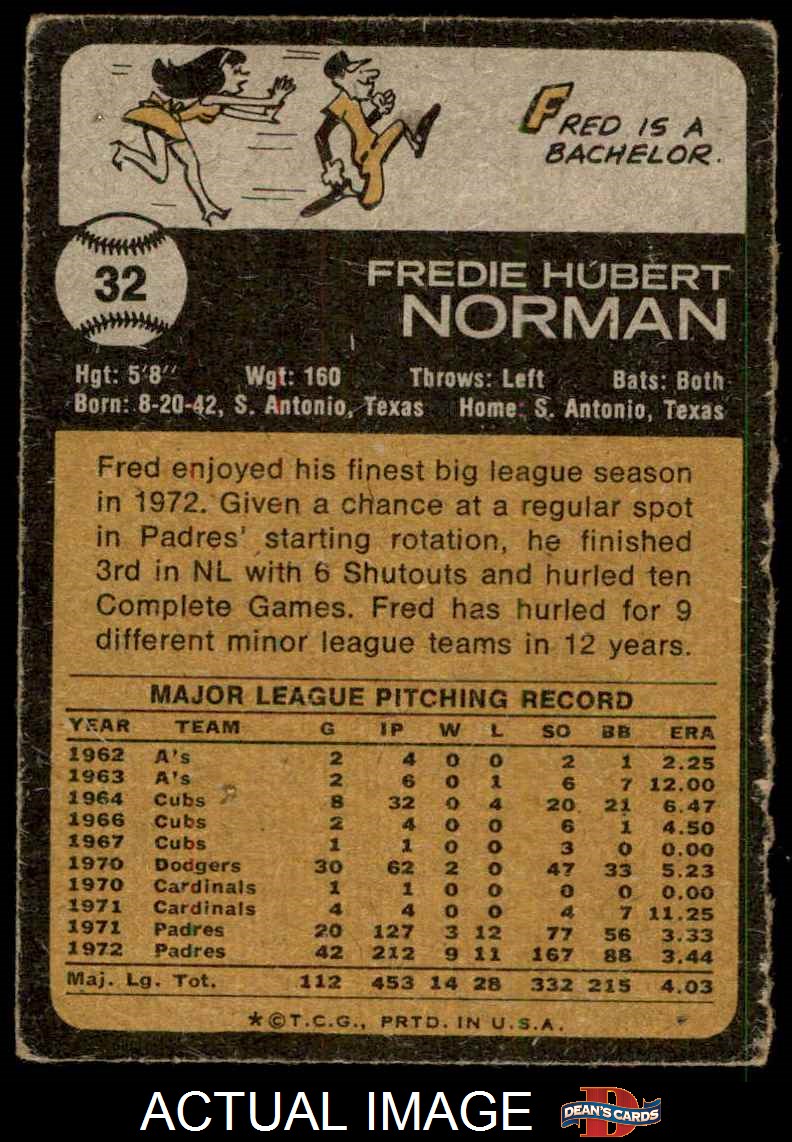 FRED IS A
BACHELOR.
32
FREDIE HUBERT
NORMAN
Hgt: 5'8" Wgt: 160 Throws: Left Bats: Both
Born: 8-20-42, S. Antonio, Texas Home: S. Antonio, Texas
Fred enjoyed his finest big league season
in 1972. Given a chance at a regular spot
in Padres' starting rotation, he finished
3rd in NL with 6 Shutouts and hurled ten
Complete Games. Fred has hurled for 9
different minor league teams in 12 years.
MAJOR LEAGUE PITCHING RECORD
YEAR TEAM G IP W L SO BB ERA
1962 A's 2 4 0 0 2 1 2.25
1963 A's 2 6 0 1 6 7 12.00
1964 Cubs 8 32 0 4 20 21 6.47
1966 Cubs 2 4 0 0 6 1 4.50
1967 Cubs 1 1 0 0 3 0 0.00
1970 Dodgers 30 62 2 0 47 33 5.23
1970 Cardinals 1 1 0 0 0 0 0.00
1971 Cardinals 4 4 0 0 4 7 11.25
1971 Padres 20 127 3 12 77 56 3.33
1972 Padres 42 212 9 11 167 88 3.44
Maj. Lg. Tot. 112 453 14 28 332 215 4.03
*©T.C.G., PRTD. IN U.S.A.
ACTUAL IMAGE
D
DEAN'S CARDS